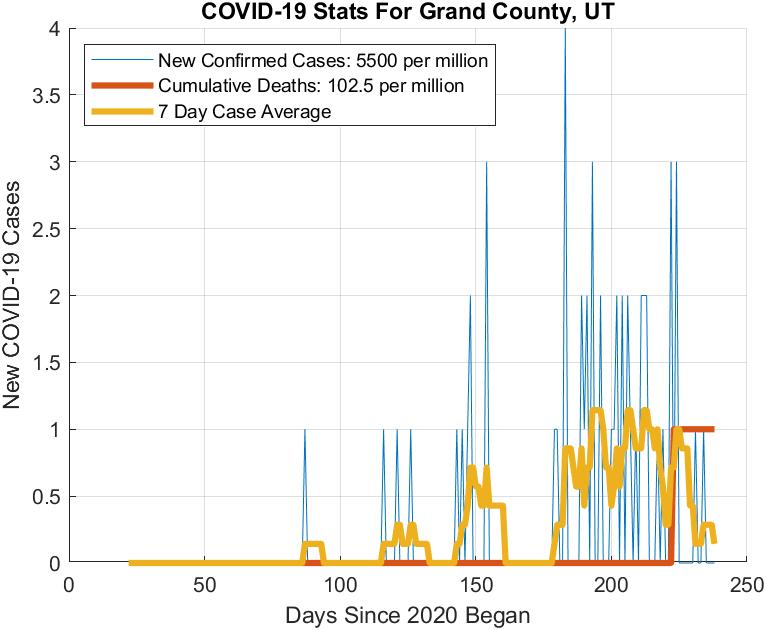 COVID-19 Stats For Grand County, UT
New Confirmed Cases: 5500 per million
Cumulative Deaths: 102.5 per million
7 Day Case Average
New COVID-19 Cases
4
3.5
3
2.5
2
1.5
1
0.5
0
0 50 100 150 200 250
Days Since 2020 Began